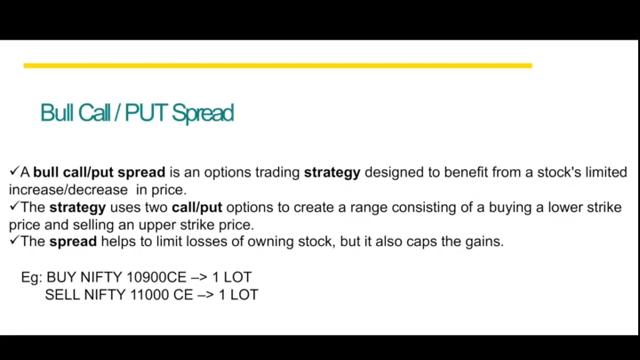 Bull Call / PUT Spread
✓A bull call/put spread is an options trading strategy designed to benefit from a stock's limited
increase/decrease in price.
✓The strategy uses two call/put options to create a range consisting of a buying a lower strike
price and selling an upper strike price.
✓The spread helps to limit losses of owning stock, but it also caps the gains.
Eg: BUY NIFTY 10900CE –> 1 LOT
SELL NIFTY 11000 CE –> 1 LOT